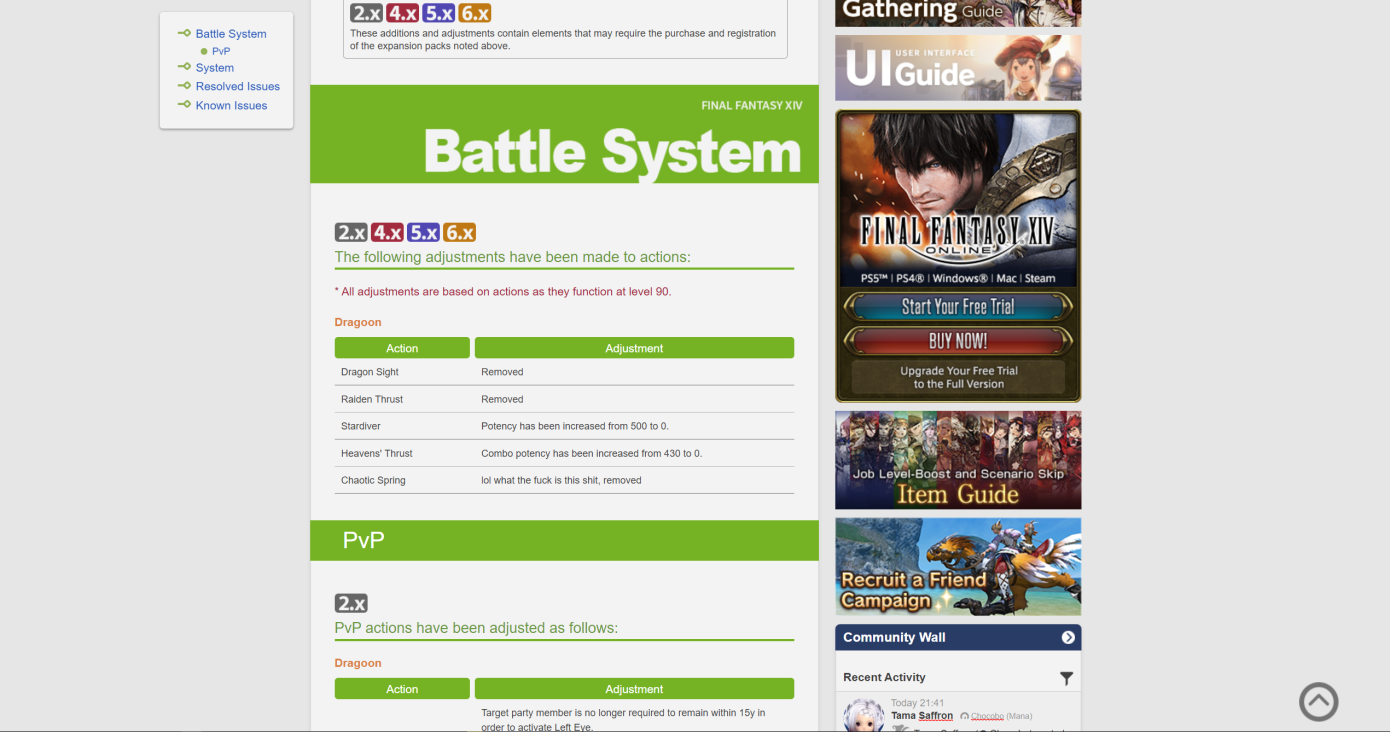 Battle System
PvP
System
Resolved Issues
Known Issues
2.x 4.x 5.x 6.x
These additions and adjustments contain elements that may require the purchase and registration
of the expansion packs noted above.
FINAL FANTASY XIV
Battle System
2.x 4.x 5.x 6.x
The following adjustments have been made to actions:
* All adjustments are based on actions as they function at level 90.
Dragoon
Action Adjustment
Dragon Sight Removed
Raiden Thrust Removed
Stardiver Potency has been increased from 500 to 0.
Heavens' Thrust Combo potency has been increased from 430 to 0.
Chaotic Spring lol what the fuck is this shit, removed
PvP
2.x
PvP actions have been adjusted as follows:
Dragoon
Action Adjustment
Target party member is no longer required to remain within 15y in
order to activate Left Eye.
Gathering Guide
USER INTERFACE
UI Guide
FINAL FANTASY XIV
ONLINE
PS5™ | PS4® | Windows® | Mac | Steam
Start Your Free Trial
BUY NOW!
Upgrade Your Free Trial
to the Full Version
Job Level-Boost and Scenario Skip
Item Guide
Recruit a Friend
Campaign
Community Wall
Recent Activity
Today 21:41
Tama Saffron Chocobo (Mana)